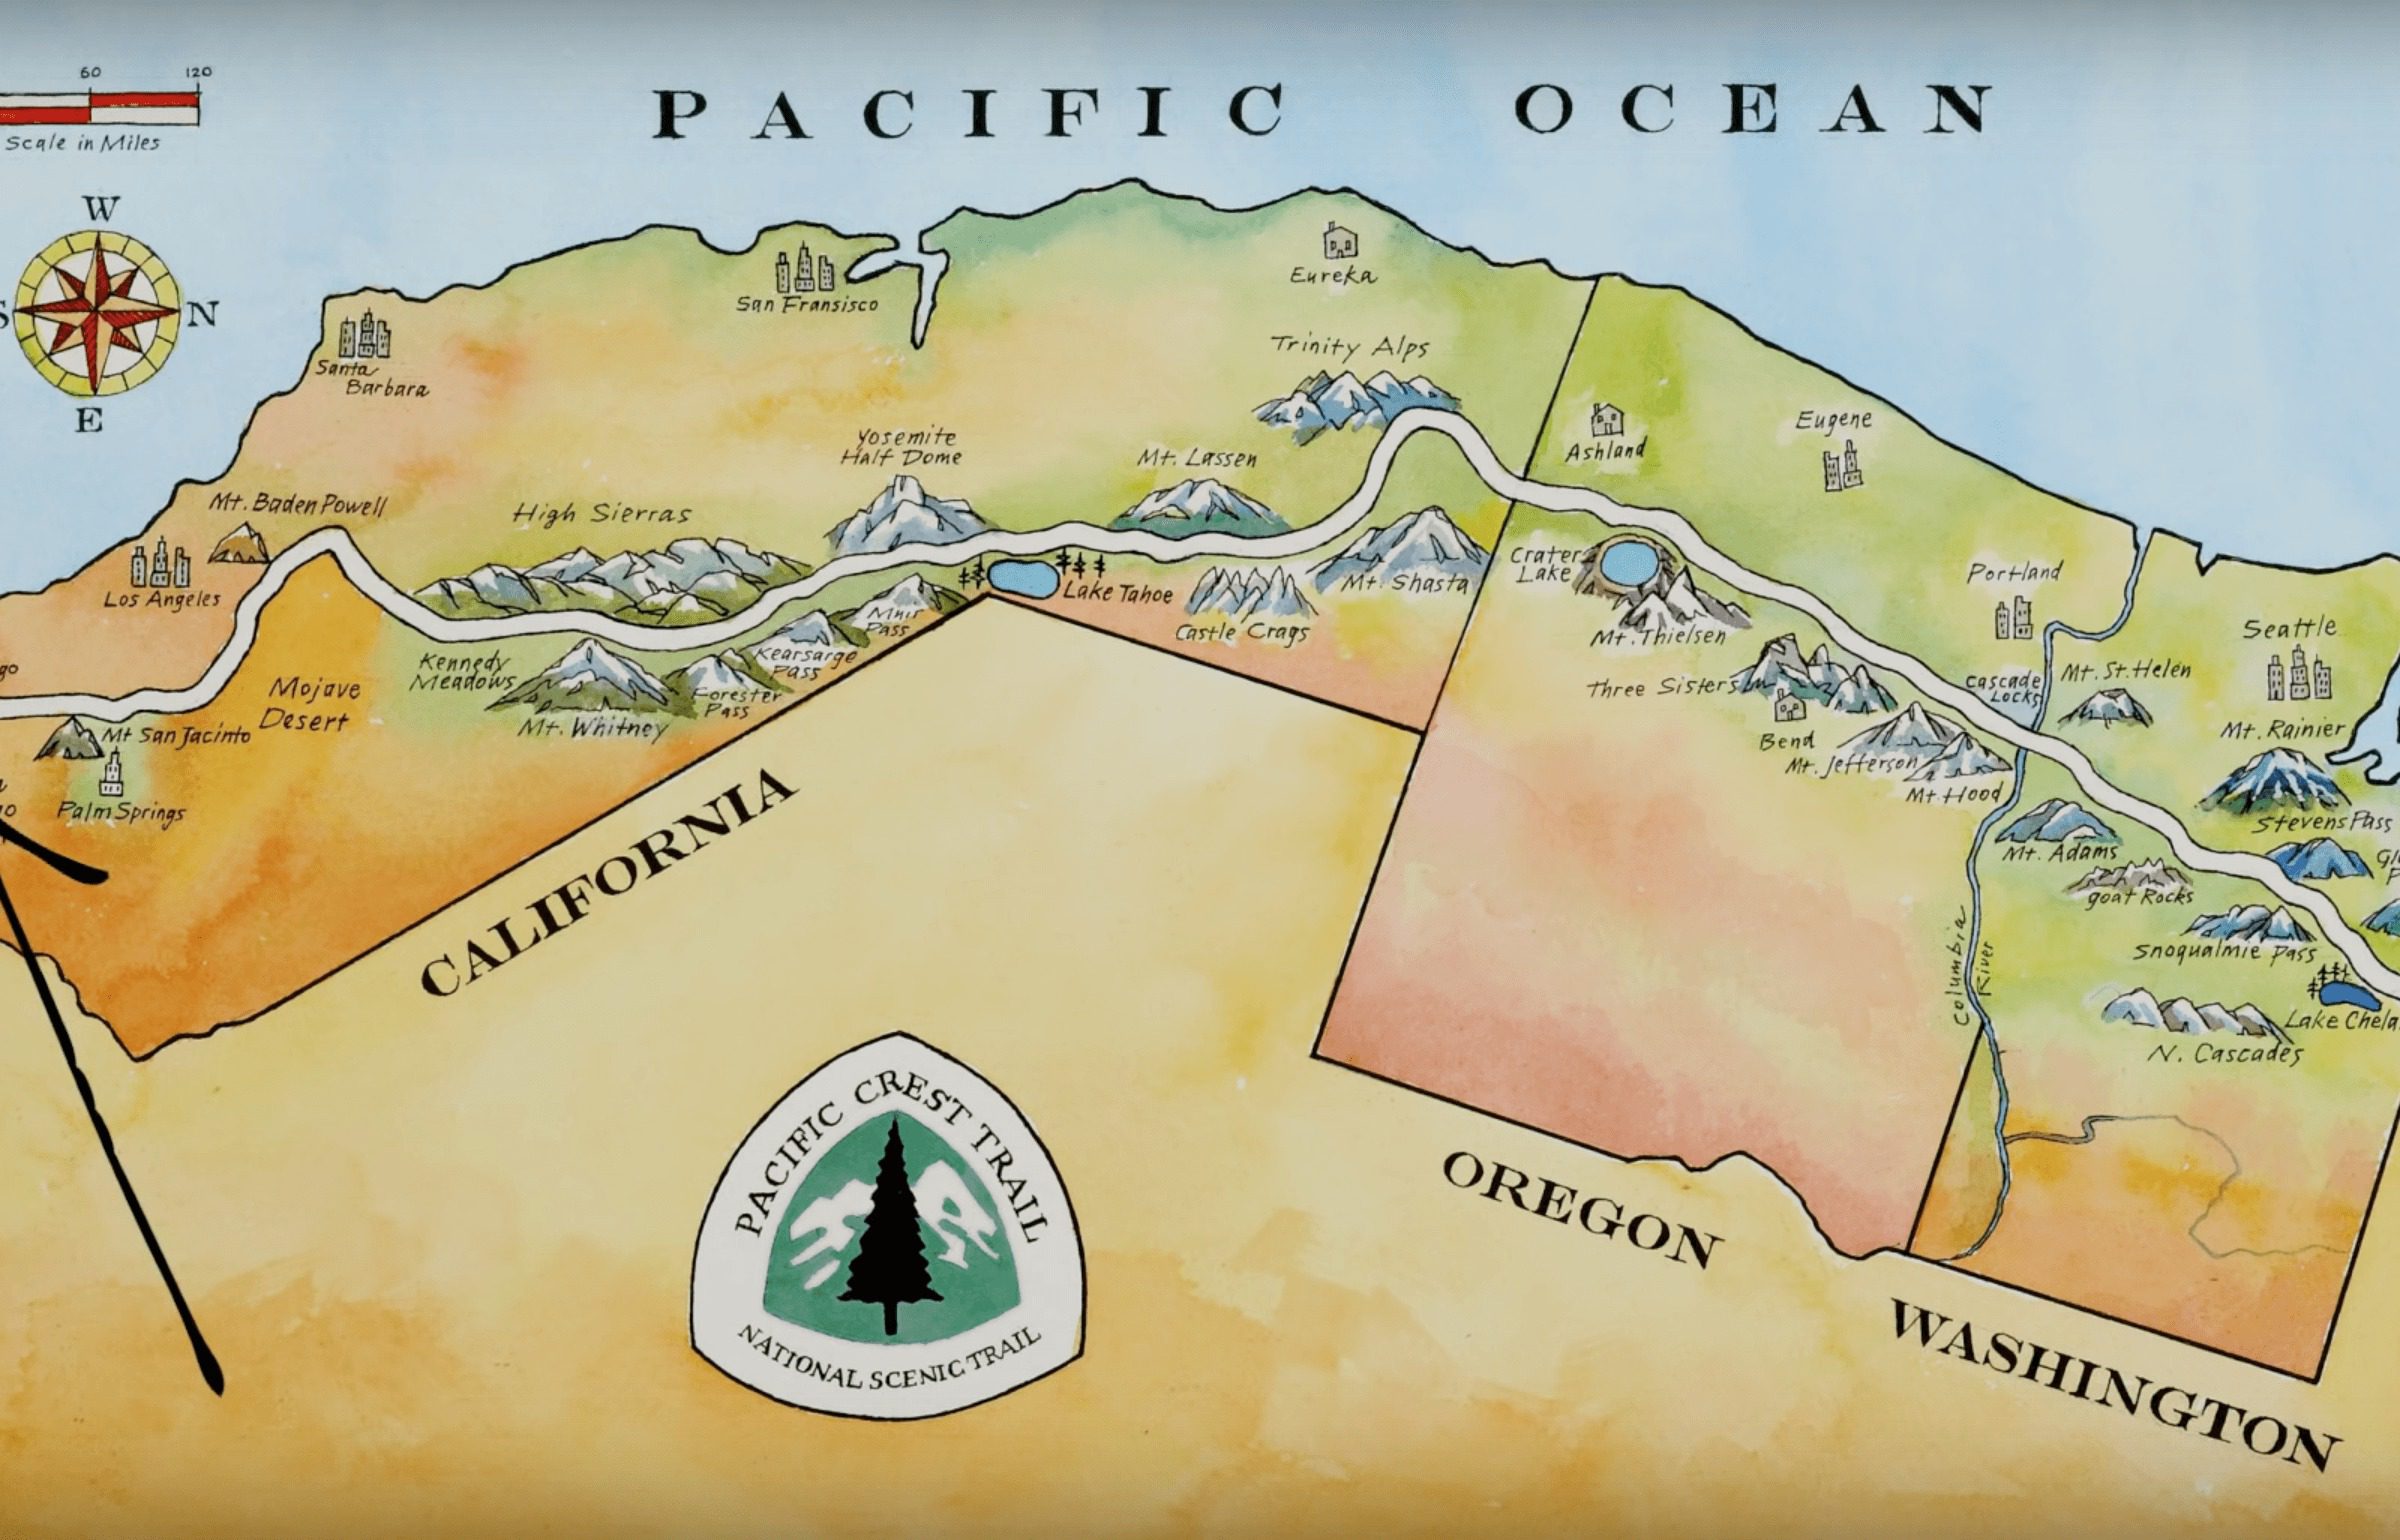 60 120
Scale in Miles
PACIFIC OCEAN
W
N
E
S
Santa
Barbara
San Fransisco
Eureka
Trinity Alps
Ashland
Eugene
Portland
Seattle
Mt. Baden Powell
Los Angeles
High Sierras
Yosemite
Half Dome
Mt. Lassen
Lake Tahoe
Castle Crags
Mt. Shasta
Crater
Lake
Mt. Thielsen
Three Sisters
Bend
Mt. Jefferson
Mt. Hood
Cascade
Locks
Mt. St. Helen
Mt. Rainier
Stevens Pass
Mt. Adams
goat Rocks
Snoqualmie Pass
Lake Chela
N. Cascades
Columbia
River
go
Mt San Jacinto
Palm Springs
Mojave
Desert
Kennedy
Meadows
Mt. Whitney
Forester
Pass
Kearsarge
Pass
Muir
Pass
CALIFORNIA
OREGON
WASHINGTON
PACIFIC CREST TRAIL
NATIONAL SCENIC TRAIL